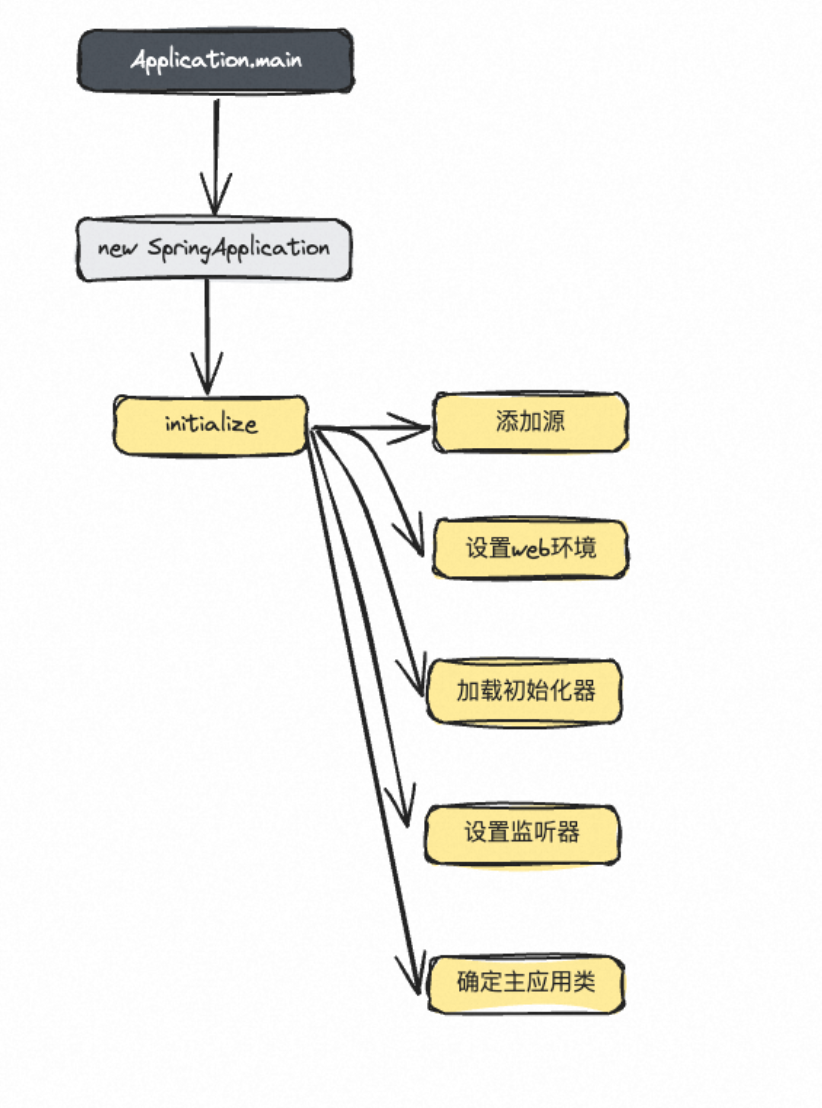 Application.main
new SpringApplication
initialize
添加源
设置web环境
加载初始化器
设置监听器
确定主应用类